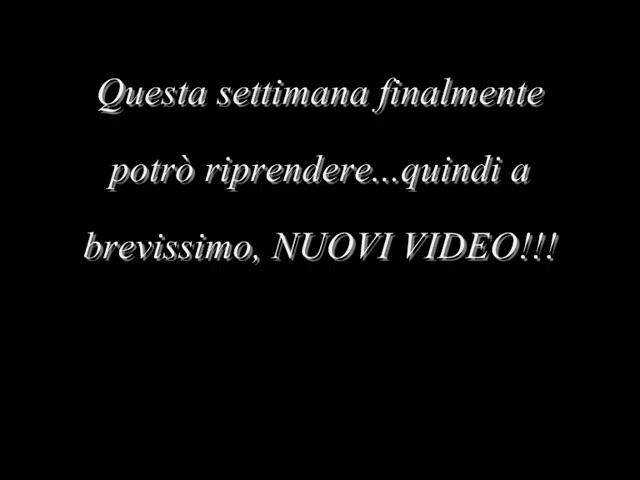 Questa settimana finalmente
potrò riprendere...quindi a
brevissimo, NUOVI VIDEO!!!